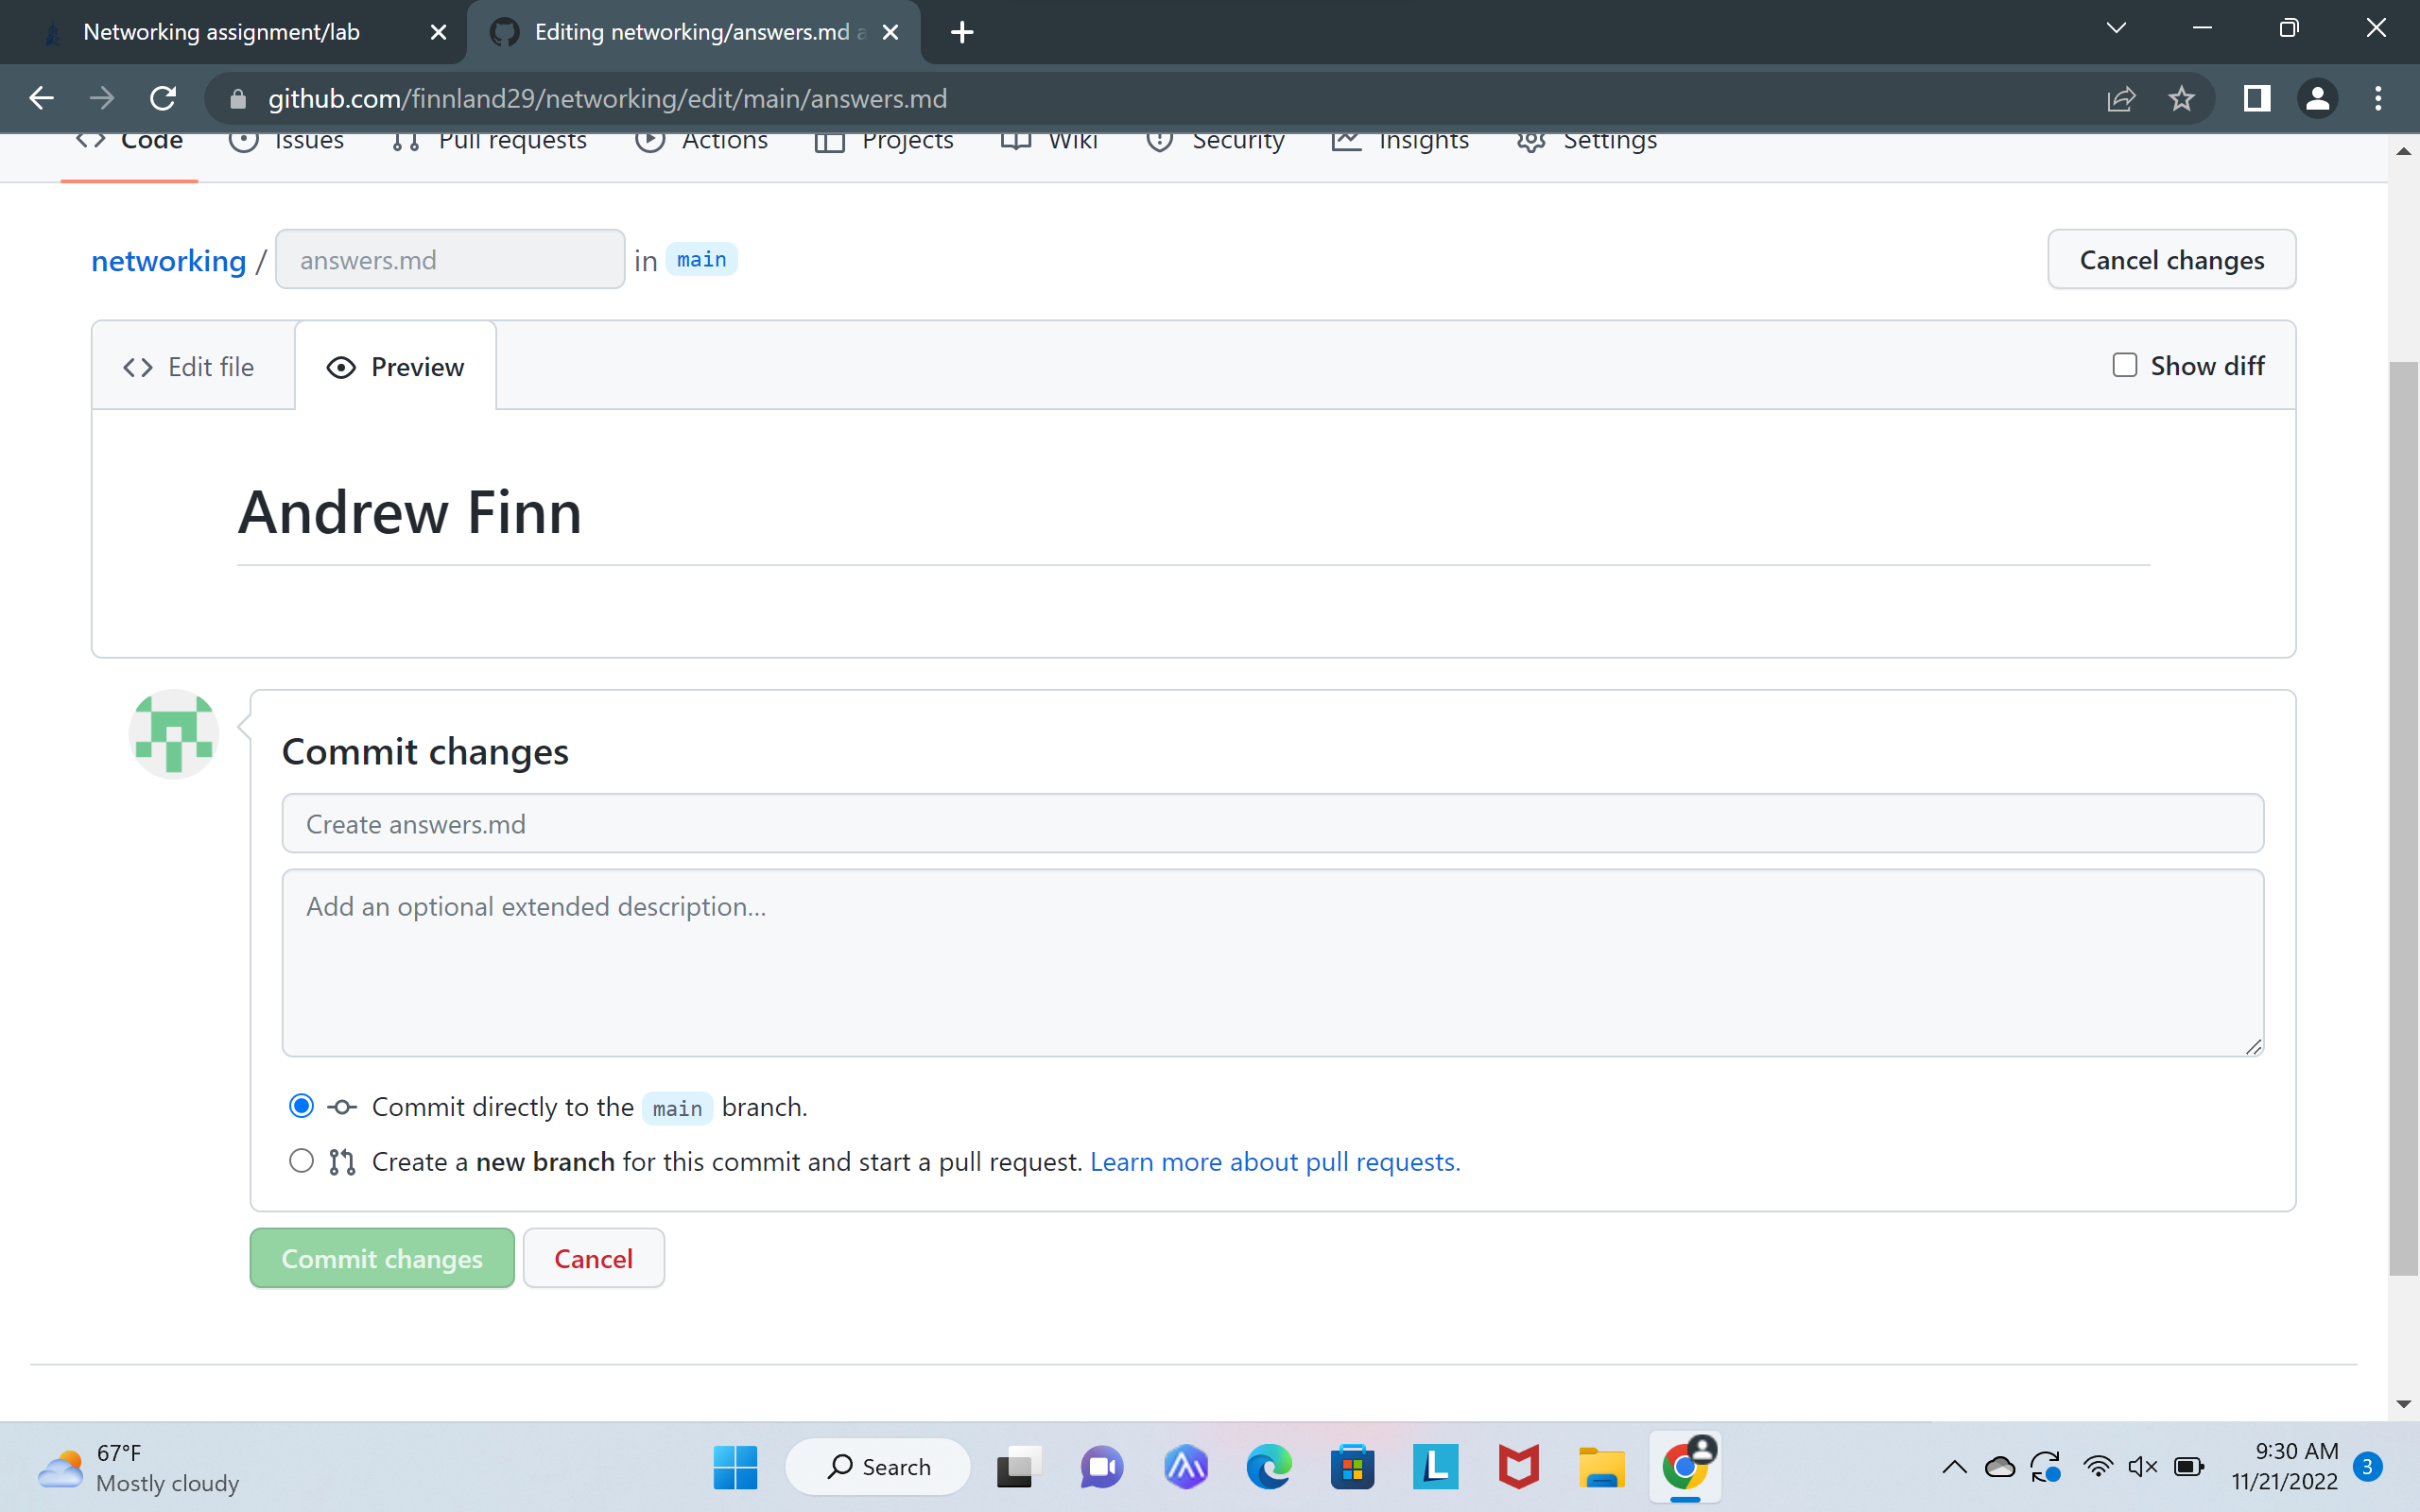 Networking assignment/lab
Editing networking/answers.md a
github.com/finnland29/networking/edit/main/answers.md
Code Issues Pull requests Actions Projects Wiki Security Insights Settings
networking / answers.md in main Cancel changes
Edit file Preview Show diff
Andrew Finn
Commit changes
Create answers.md
Add an optional extended description...
Commit directly to the main branch.
Create a new branch for this commit and start a pull request. Learn more about pull requests.
Commit changes Cancel
67°F
Mostly cloudy
Search
L
9:30 AM
11/21/2022
3